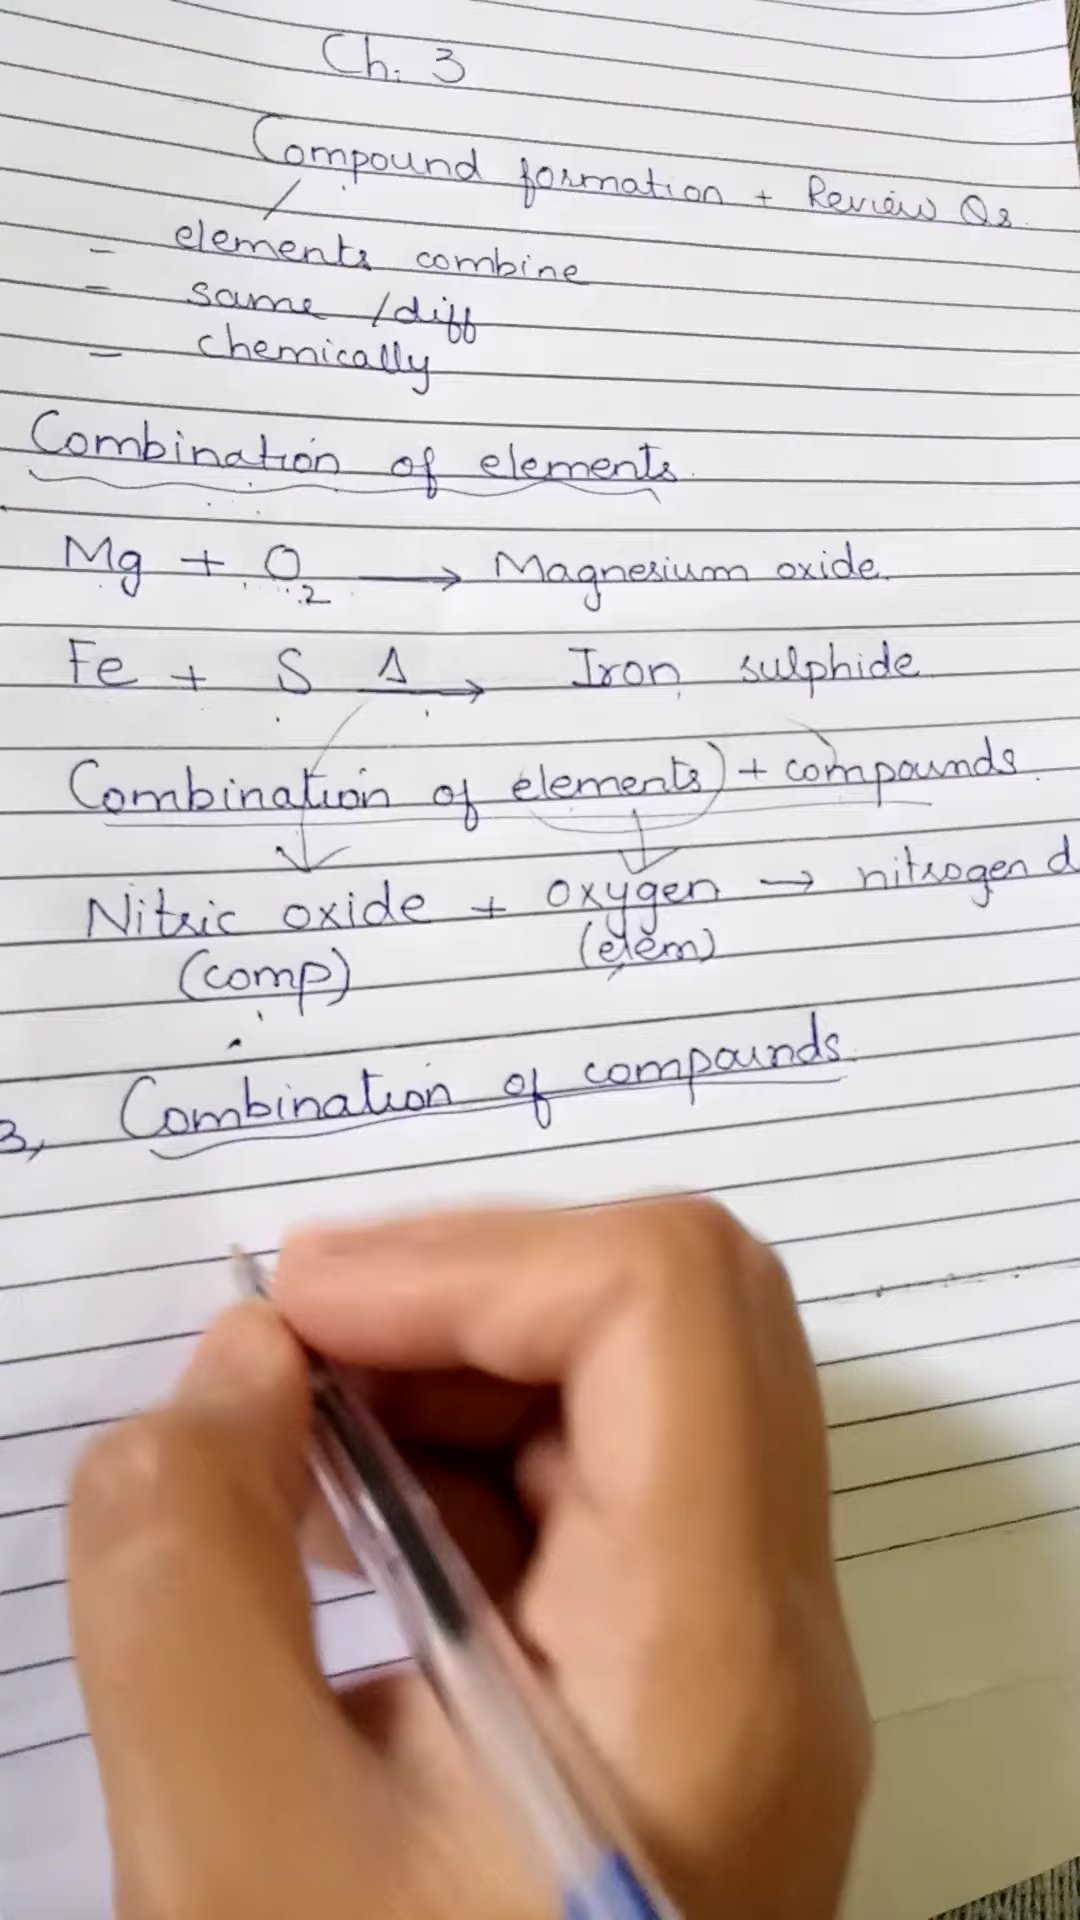 Ch. 3
Compound formation + Review Qs.
- elements combine
- same / diff
- chemically
Combination of elements.
Mg + O2 → Magnesium oxide.
Fe + S Δ→ Iron sulphide
Combination of elements) + compounds.
Nitric oxide + oxygen → nitrogen d
(comp) (elem)
3, Combination of compounds.